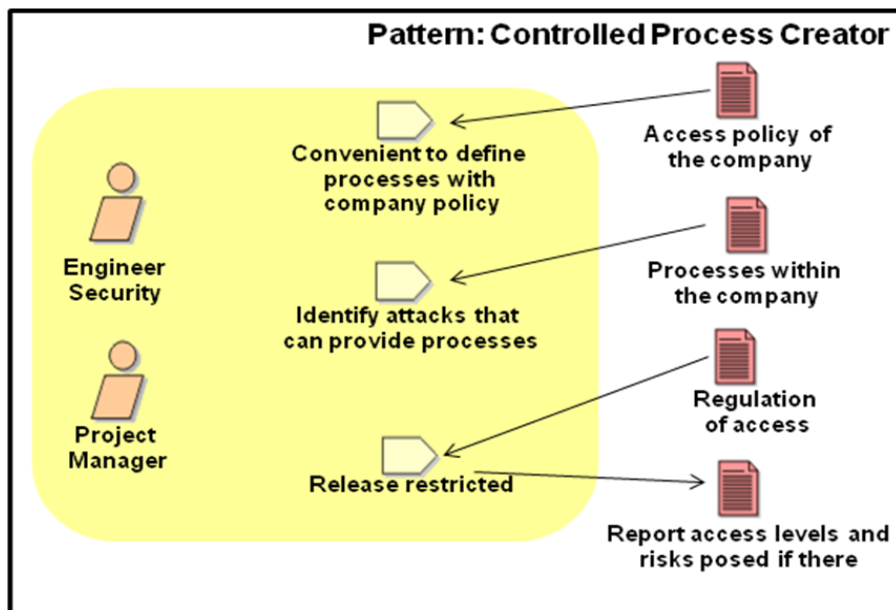 Pattern: Controlled Process Creator
Convenient to define
processes with
company policy
Access policy of
the company
Engineer
Security
Identify attacks that
can provide processes
Processes within
the company
Project
Manager
Release restricted
Regulation
of access
Report access levels and
risks posed if there